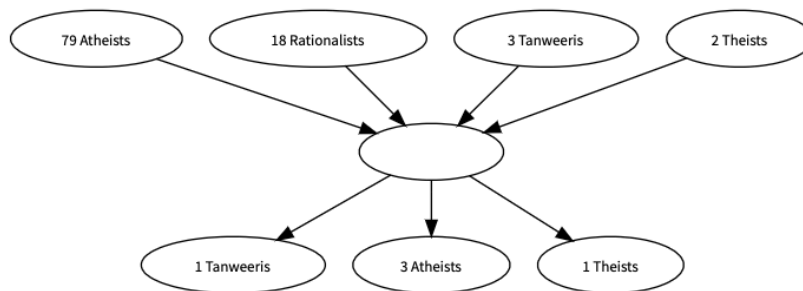 79 Atheists
18 Rationalists
3 Tanweeris
2 Theists
1 Tanweeris
3 Atheists
1 Theists